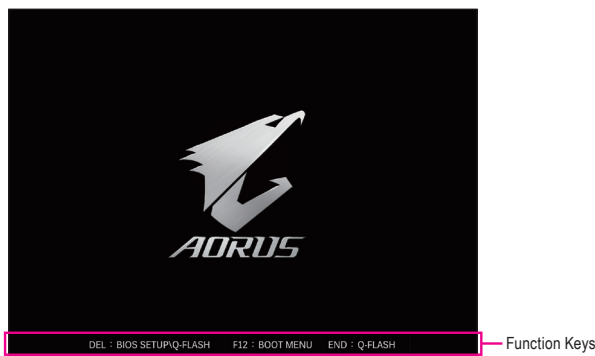 AORUS
DEL : BIOS SETUP\Q-FLASH F12 : BOOT MENU END : Q-FLASH
Function Keys